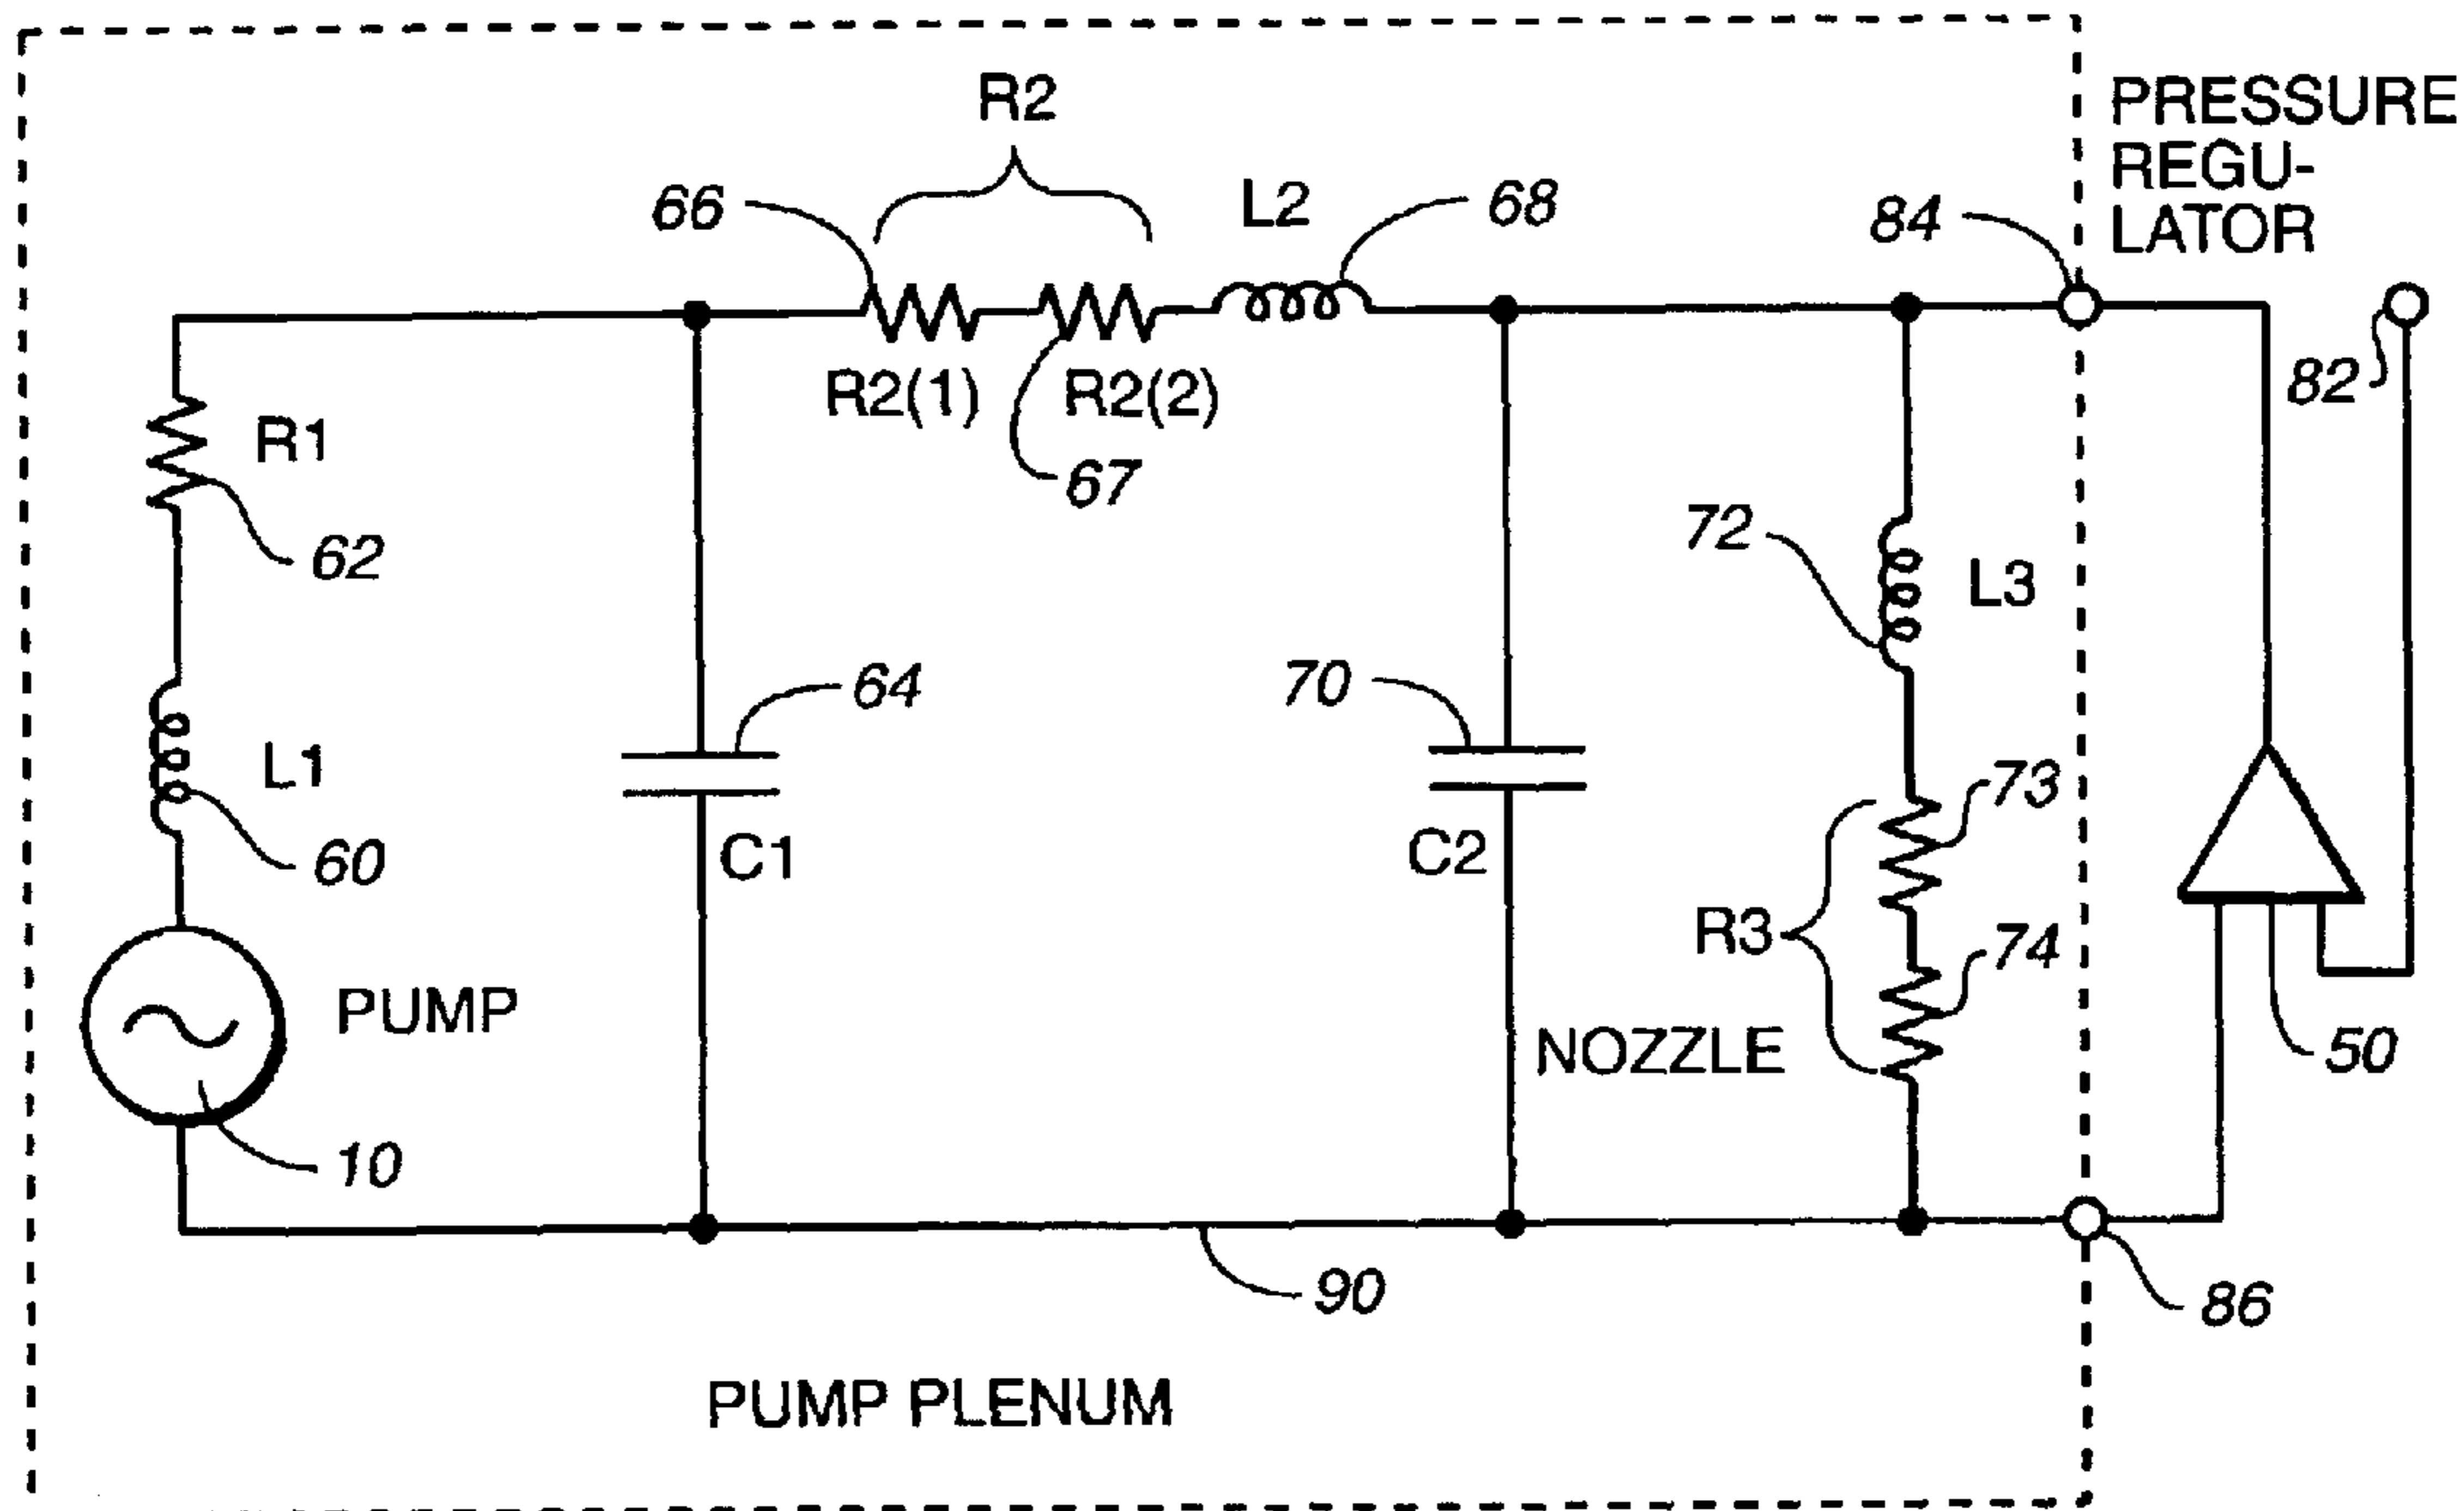 R2
PRESSURE
REGU-
LATOR
66
L2
68
84
R2(1)
R2(2)
82
R1
67
62
72
L3
64
70
L1
73
60
C1
C2
R3
74
PUMP
NOZZLE
50
10
90
86
PUMP PLENUM